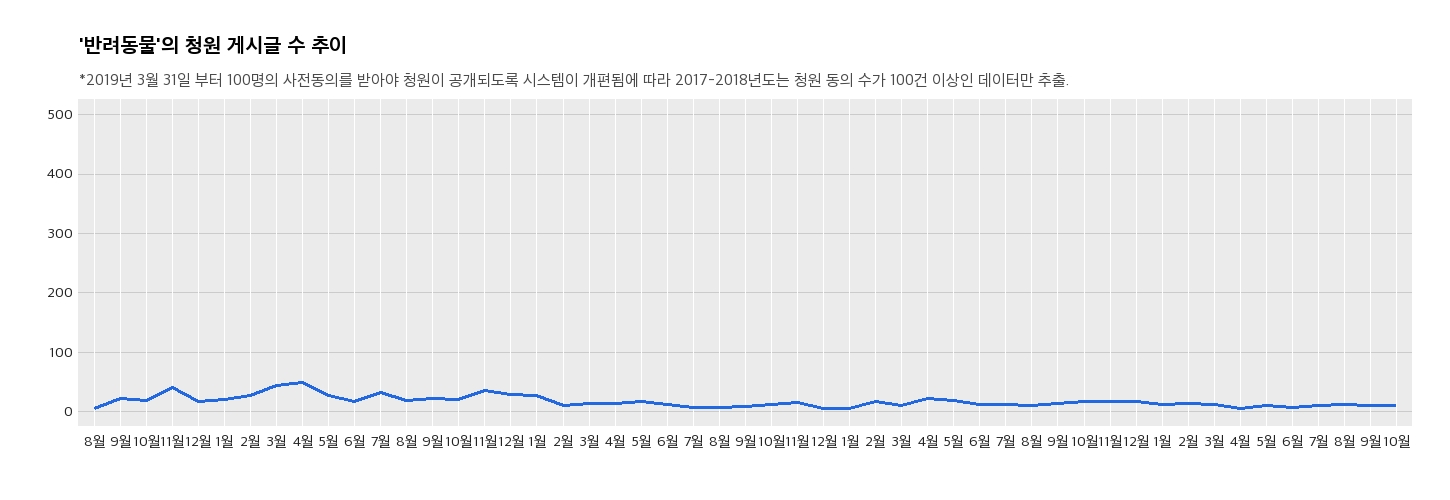 '반려동물'의 청원 게시글 수 추이
*2019년 3월 31일 부터 100명의 사전동의를 받아야 청원이 공개되도록 시스템이 개편됨에 따라 2017-2018년도는 청원 동의 수가 100건 이상인 데이터만 추출.
500
400
300
200
100
0
8월 9월 10월 11월 12월 1월 2월 3월 4월 5월 6월 7월 8월 9월 10월 11월 12월 1월 2월 3월 4월 5월 6월 7월 8월 9월 10월 11월 12월 1월 2월 3월 4월 5월 6월 7월 8월 9월 10월 11월 12월 1월 2월 3월 4월 5월 6월 7월 8월 9월 10월